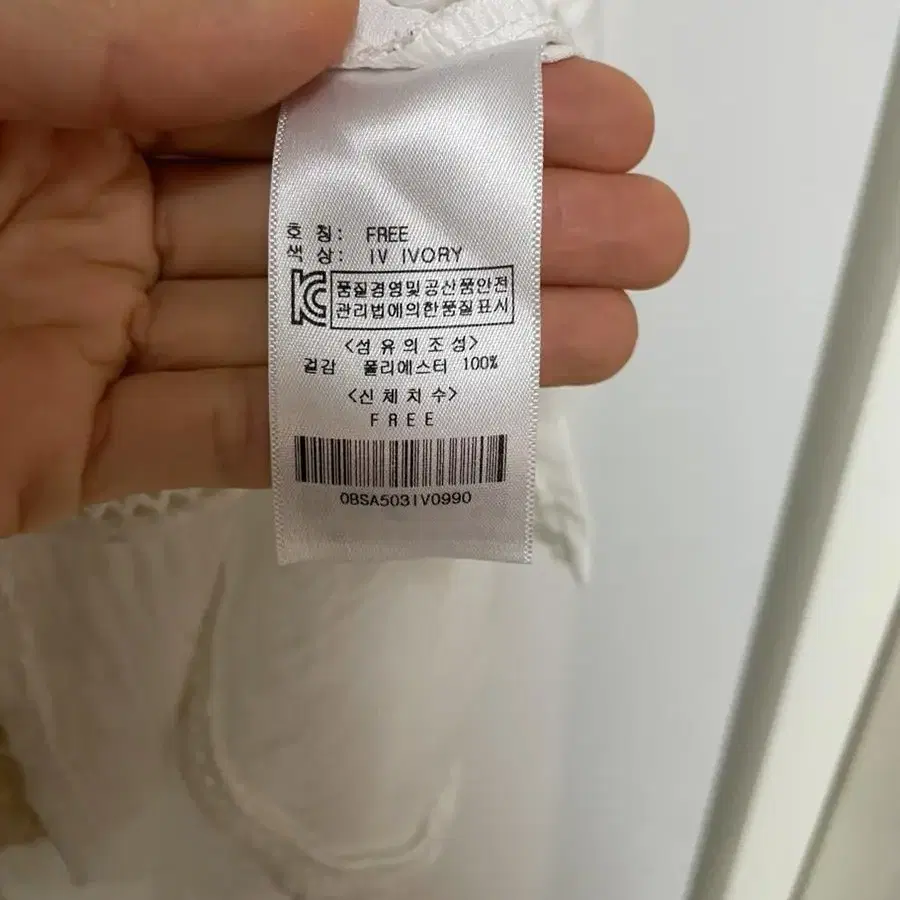 호 칭: FREE
색 상: IV IVORY
KC 품질경영및공산품안전
관리법에의한품질표시
<섬유의조성>
겉감 폴리에스터 100%
<신체치수>
FREE
0BSA503IV0990